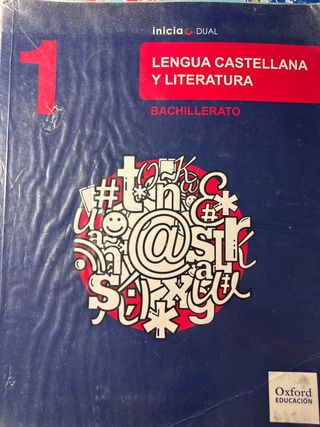 inicia DUAL
1
LENGUA CASTELLANA
Y LITERATURA
BACHILLERATO
@
Oxford
EDUCACIÓN